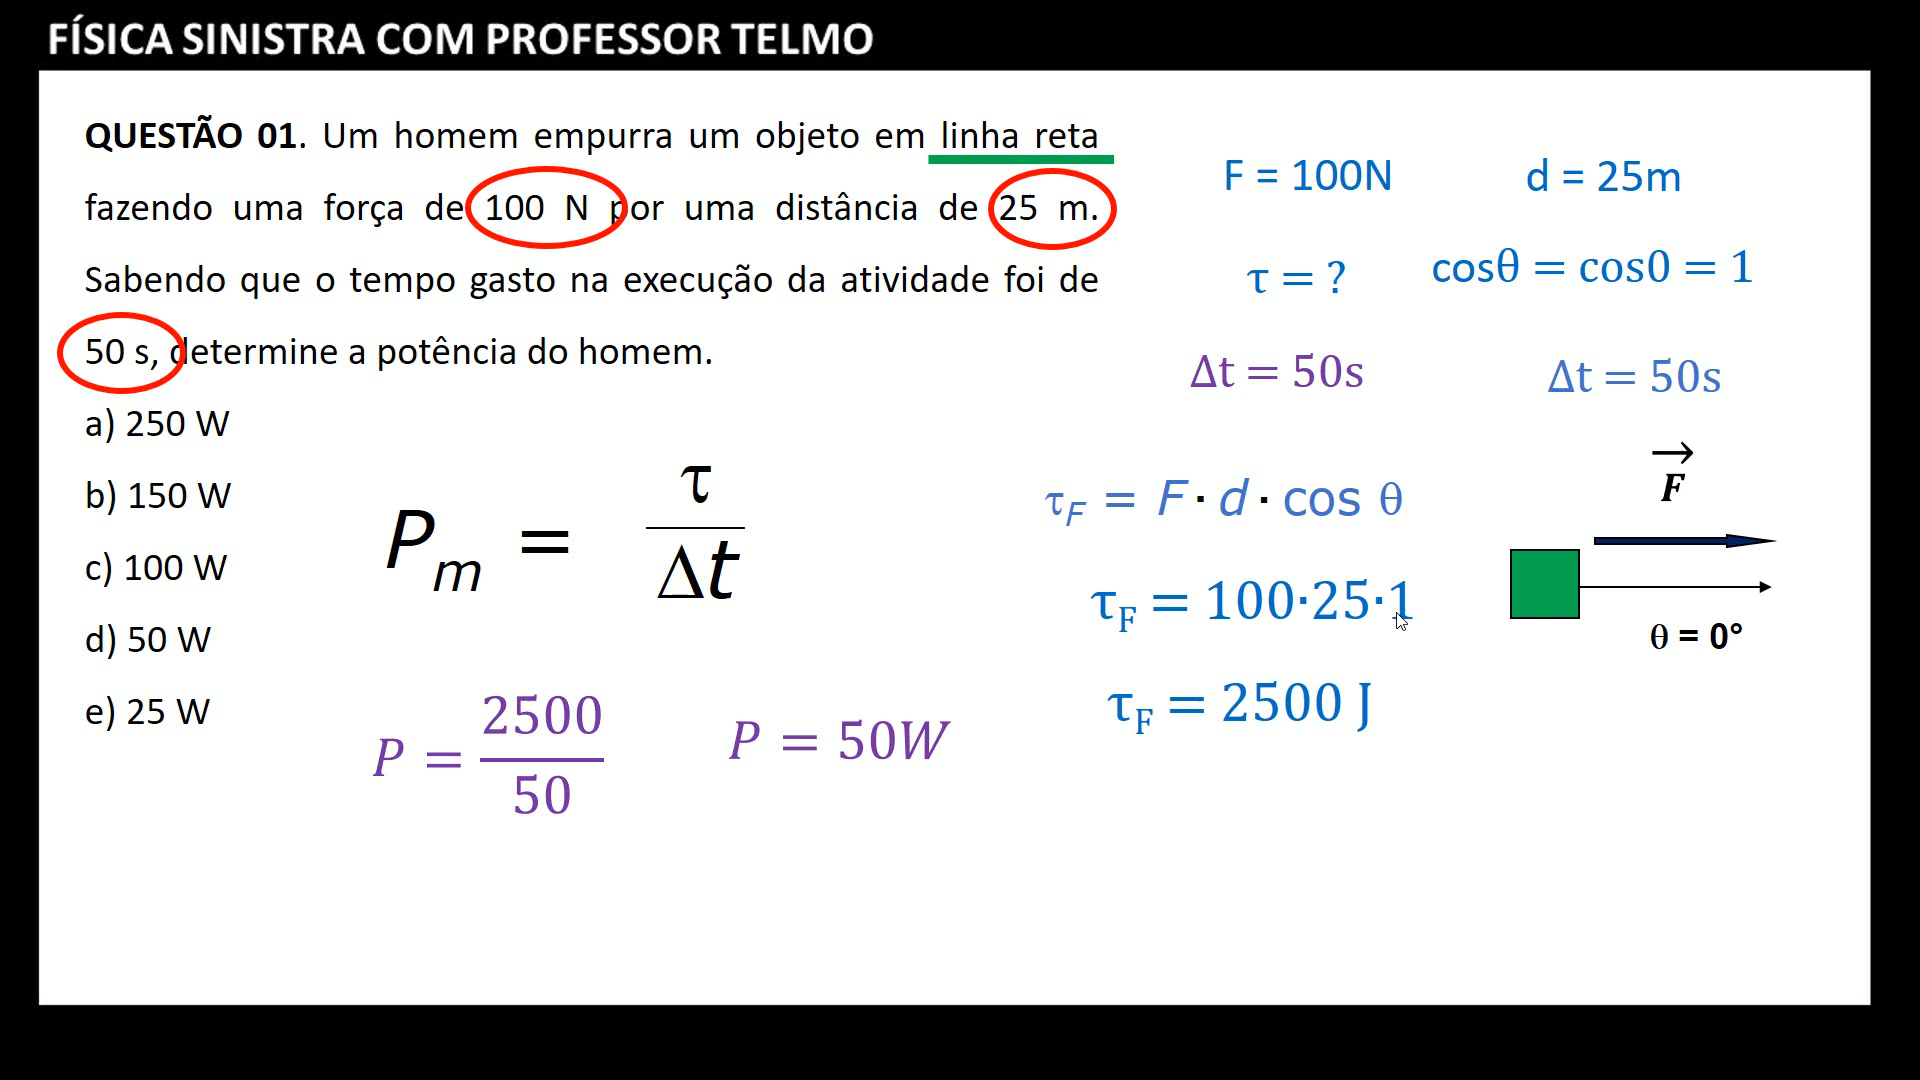 FÍSICA SINISTRA COM PROFESSOR TELMO
QUESTÃO 01. Um homem empurra um objeto em linha reta
fazendo uma força de 100 N por uma distância de 25 m.
Sabendo que o tempo gasto na execução da atividade foi de
50 s, determine a potência do homem.
a) 250 W
b) 150 W
c) 100 W
d) 50 W
e) 25 W
P_m = τ/Δt
P = 2500/50
P = 50W
F = 100N
d = 25m
τ = ?
cosθ = cos0 = 1
Δt = 50s
Δt = 50s
τ_F = F · d · cos θ
τ_F = 100·25·1
τ_F = 2500 J
F⃗
θ = 0°